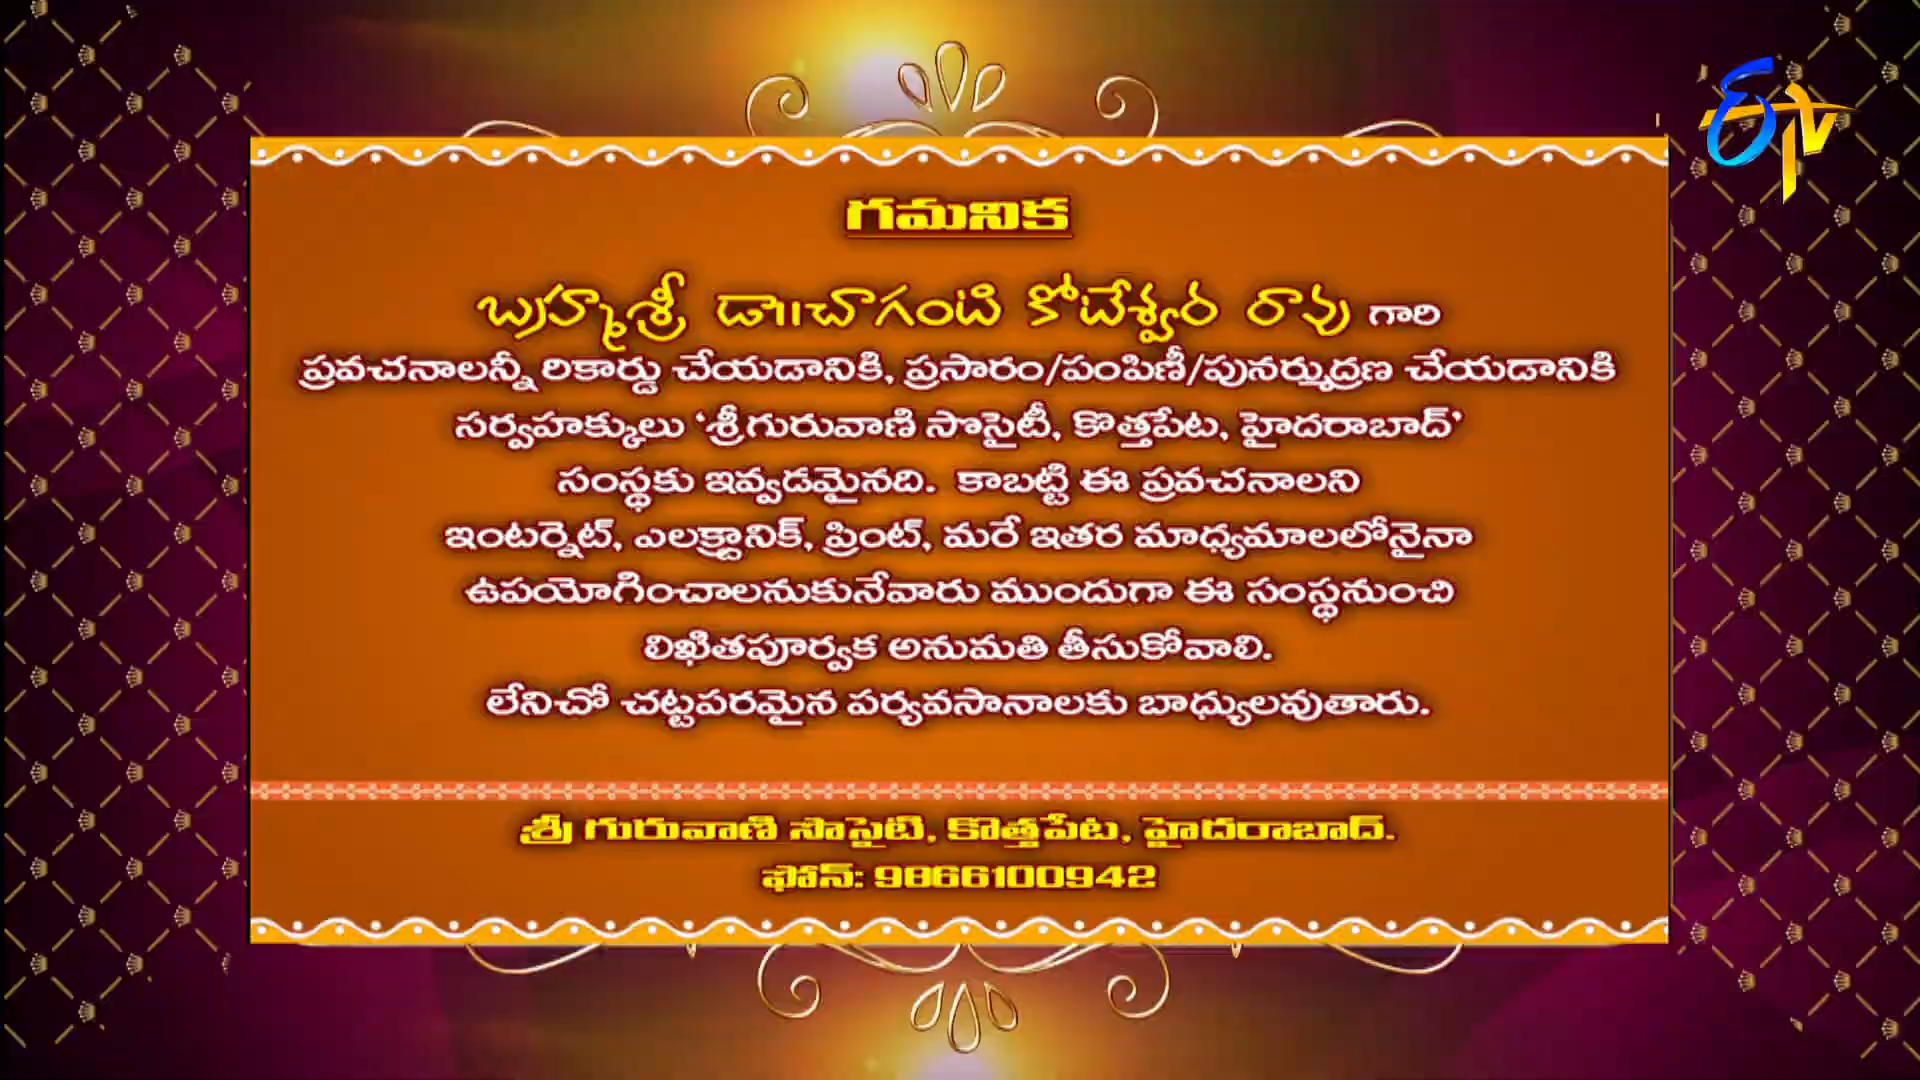 ETV
గమనిక
బ్రహ్మశ్రీ డా॥చాగంటి కోటేశ్వర రావు గారి
ప్రవచనాలన్నీ రికార్డు చేయడానికి, ప్రసారం/పంపిణీ/పునర్ముద్రణ చేయడానికి
సర్వహక్కులు ‘శ్రీగురువాణి సొసైటీ, కొత్తపేట, హైదరాబాద్’
సంస్థకు ఇవ్వడమైనది. కాబట్టి ఈ ప్రవచనాలని
ఇంటర్నెట్, ఎలక్ట్రానిక్, ప్రింట్, మరే ఇతర మాధ్యమాలలోనైనా
ఉపయోగించాలనుకునేవారు ముందుగా ఈ సంస్థనుంచి
లిఖితపూర్వక అనుమతి తీసుకోవాలి.
లేనిచో చట్టపరమైన పర్యవసానాలకు బాధ్యులవుతారు.
శ్రీ గురువాణి సొసైటి, కొత్తపేట, హైదరాబాద్.
ఫోన్: 9866100942